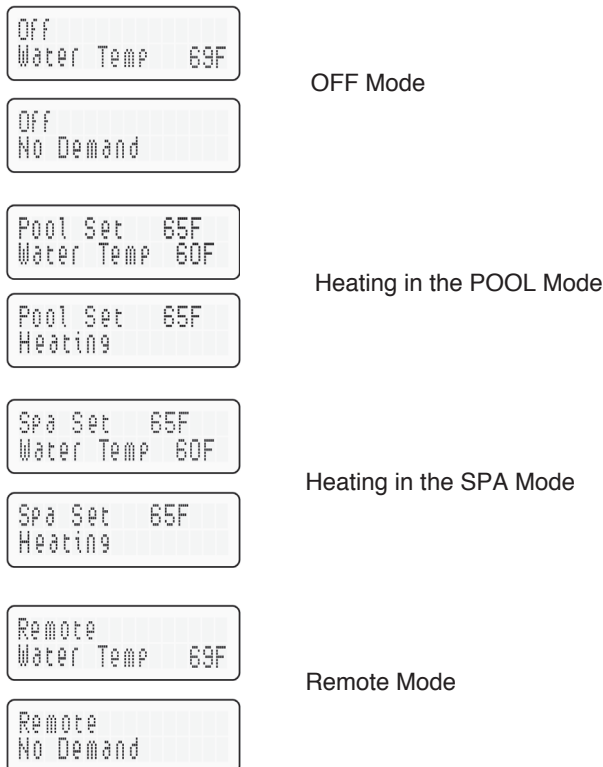 Off
Water Temp 69F
OFF Mode
Off
No Demand
Pool Set 65F
Water Temp 60F
Heating in the POOL Mode
Pool Set 65F
Heating
Spa Set 65F
Water Temp 60F
Heating in the SPA Mode
Spa Set 65F
Heating
Remote
Water Temp 69F
Remote Mode
Remote
No Demand